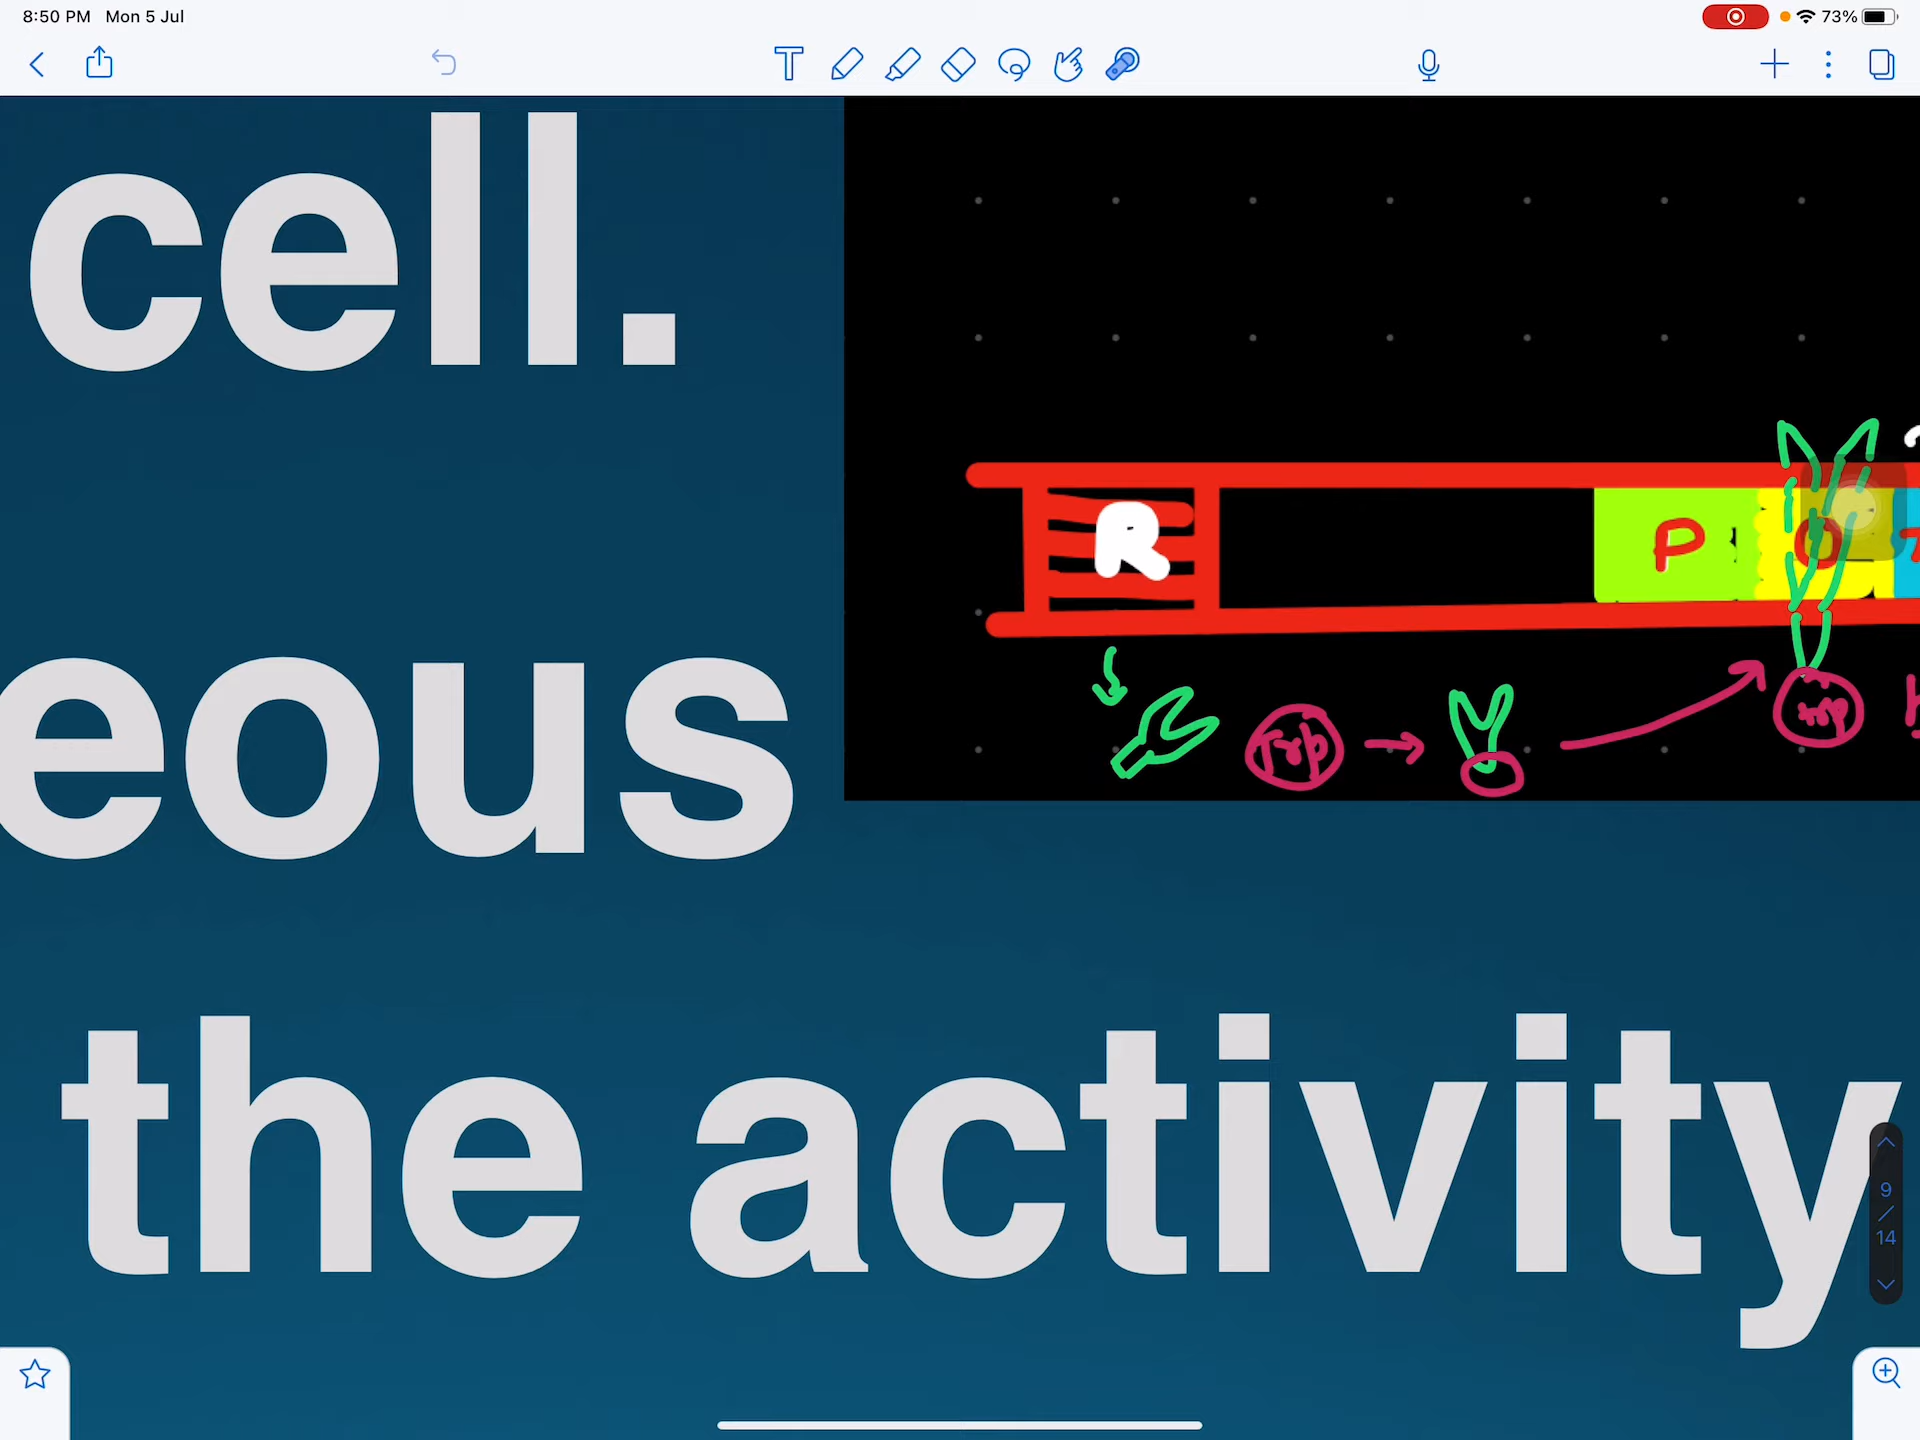 8:50 PM Mon 5 Jul
73%
T
cell.
R
P
O
eous
Trp
trp
the activity
9
/
14